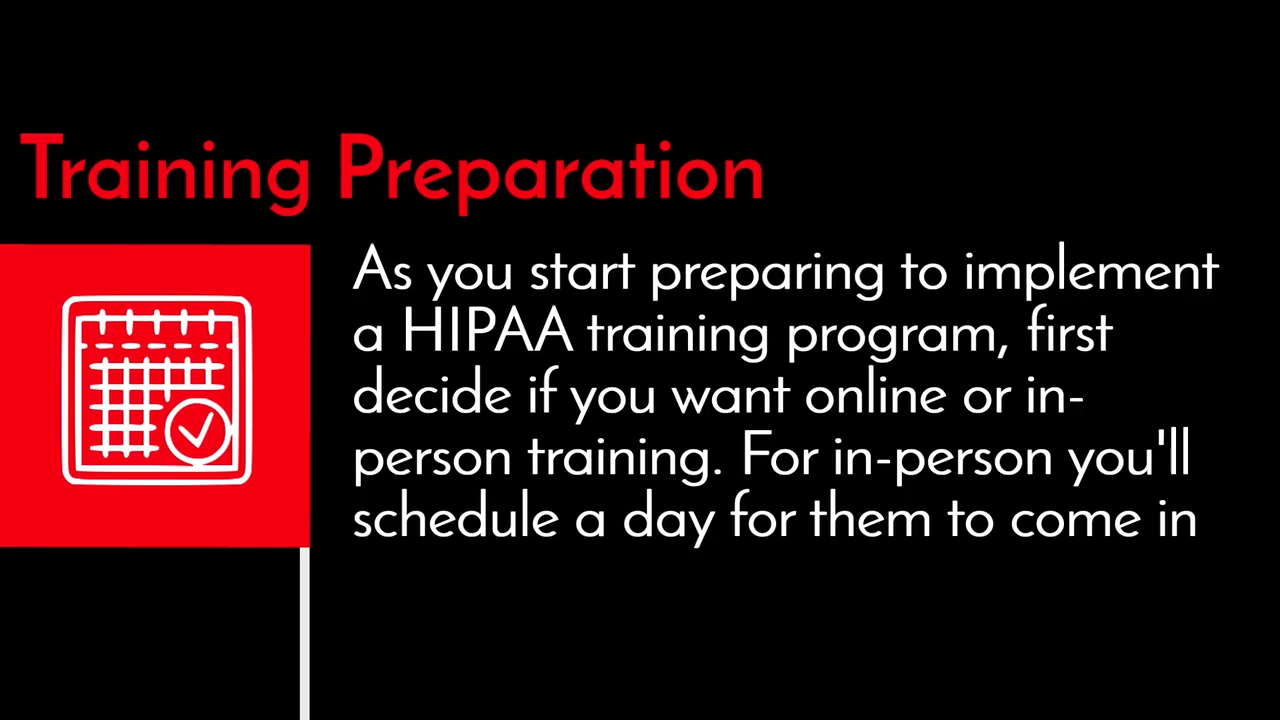 Training Preparation
As you start preparing to implement
a HIPAA training program, first
decide if you want online or in-
person training. For in-person you'll
schedule a day for them to come in